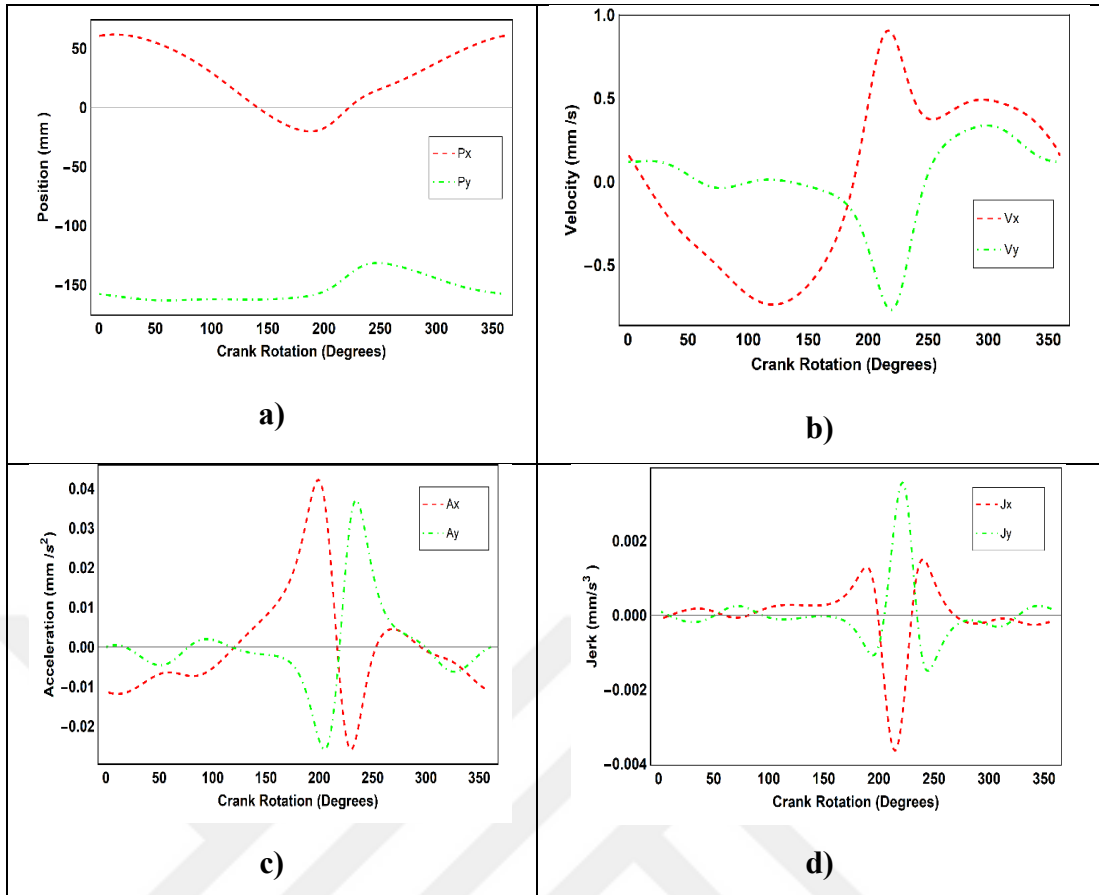 50
0
−50
−100
−150
Position (mm)
Px
Py
0 50 100 150 200 250 300 350
Crank Rotation (Degrees)
a)
1.0
0.5
0.0
−0.5
Velocity (mm /s)
Vx
Vy
0 50 100 150 200 250 300 350
Crank Rotation (Degrees)
b)
0.04
0.03
0.02
0.01
0.00
−0.01
−0.02
Acceleration (mm /s²)
Ax
Ay
0 50 100 150 200 250 300 350
Crank Rotation (Degrees)
c)
0.002
0.000
−0.002
−0.004
Jerk (mm/s³ )
Jx
Jy
0 50 100 150 200 250 300 350
Crank Rotation (Degrees)
d)